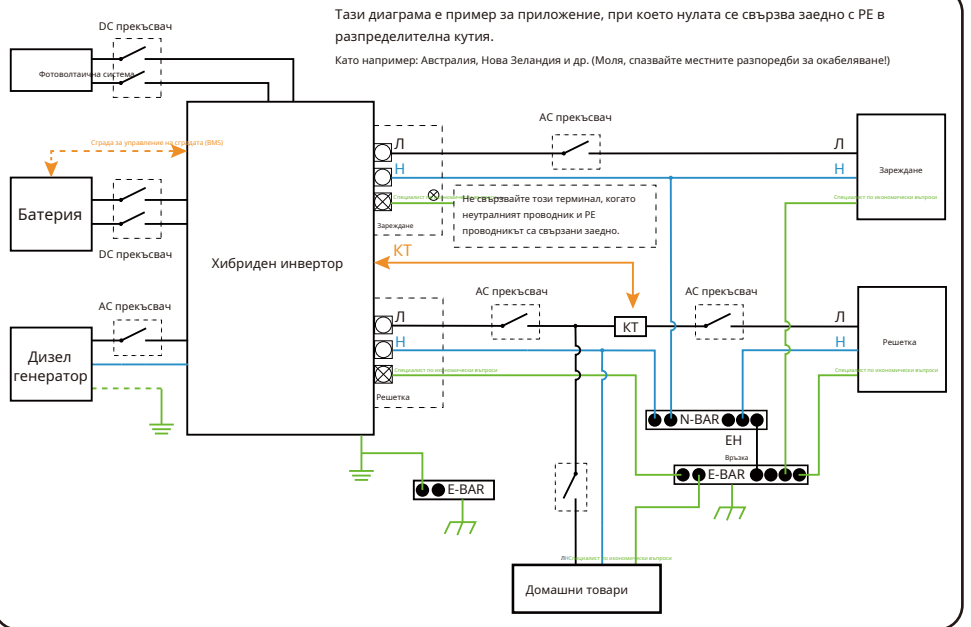 Тази диаграма е пример за приложение, при което нулата се свързва заедно с PE в
разпределителна кутия.
Като например: Австралия, Нова Зеландия и др. (Моля, спазвайте местните разпоредби за окабеляване!)
DC прекъсвач
Фотоволтаична система
Сграда за управление на сградата (BMS)
Батерия
DC прекъсвач
AC прекъсвач
Дизел
генератор
Хибриден инвертор
Л
Н
Специалист по икономически въпроси
Зареждане
Не свързвайте този терминал, когато
неутралният проводник и PE
проводникът са свързани заедно.
AC прекъсвач
Л
Н
Зареждане
Специалист по икономически въпроси
КТ
Л
Н
Специалист по икономически въпроси
Решетка
AC прекъсвач
КТ
AC прекъсвач
Л
Н
Решетка
Специалист по икономически въпроси
N-BAR
ЕН
Връзка
E-BAR
E-BAR
ЛНСпециалист по икономически въпроси
Домашни товари